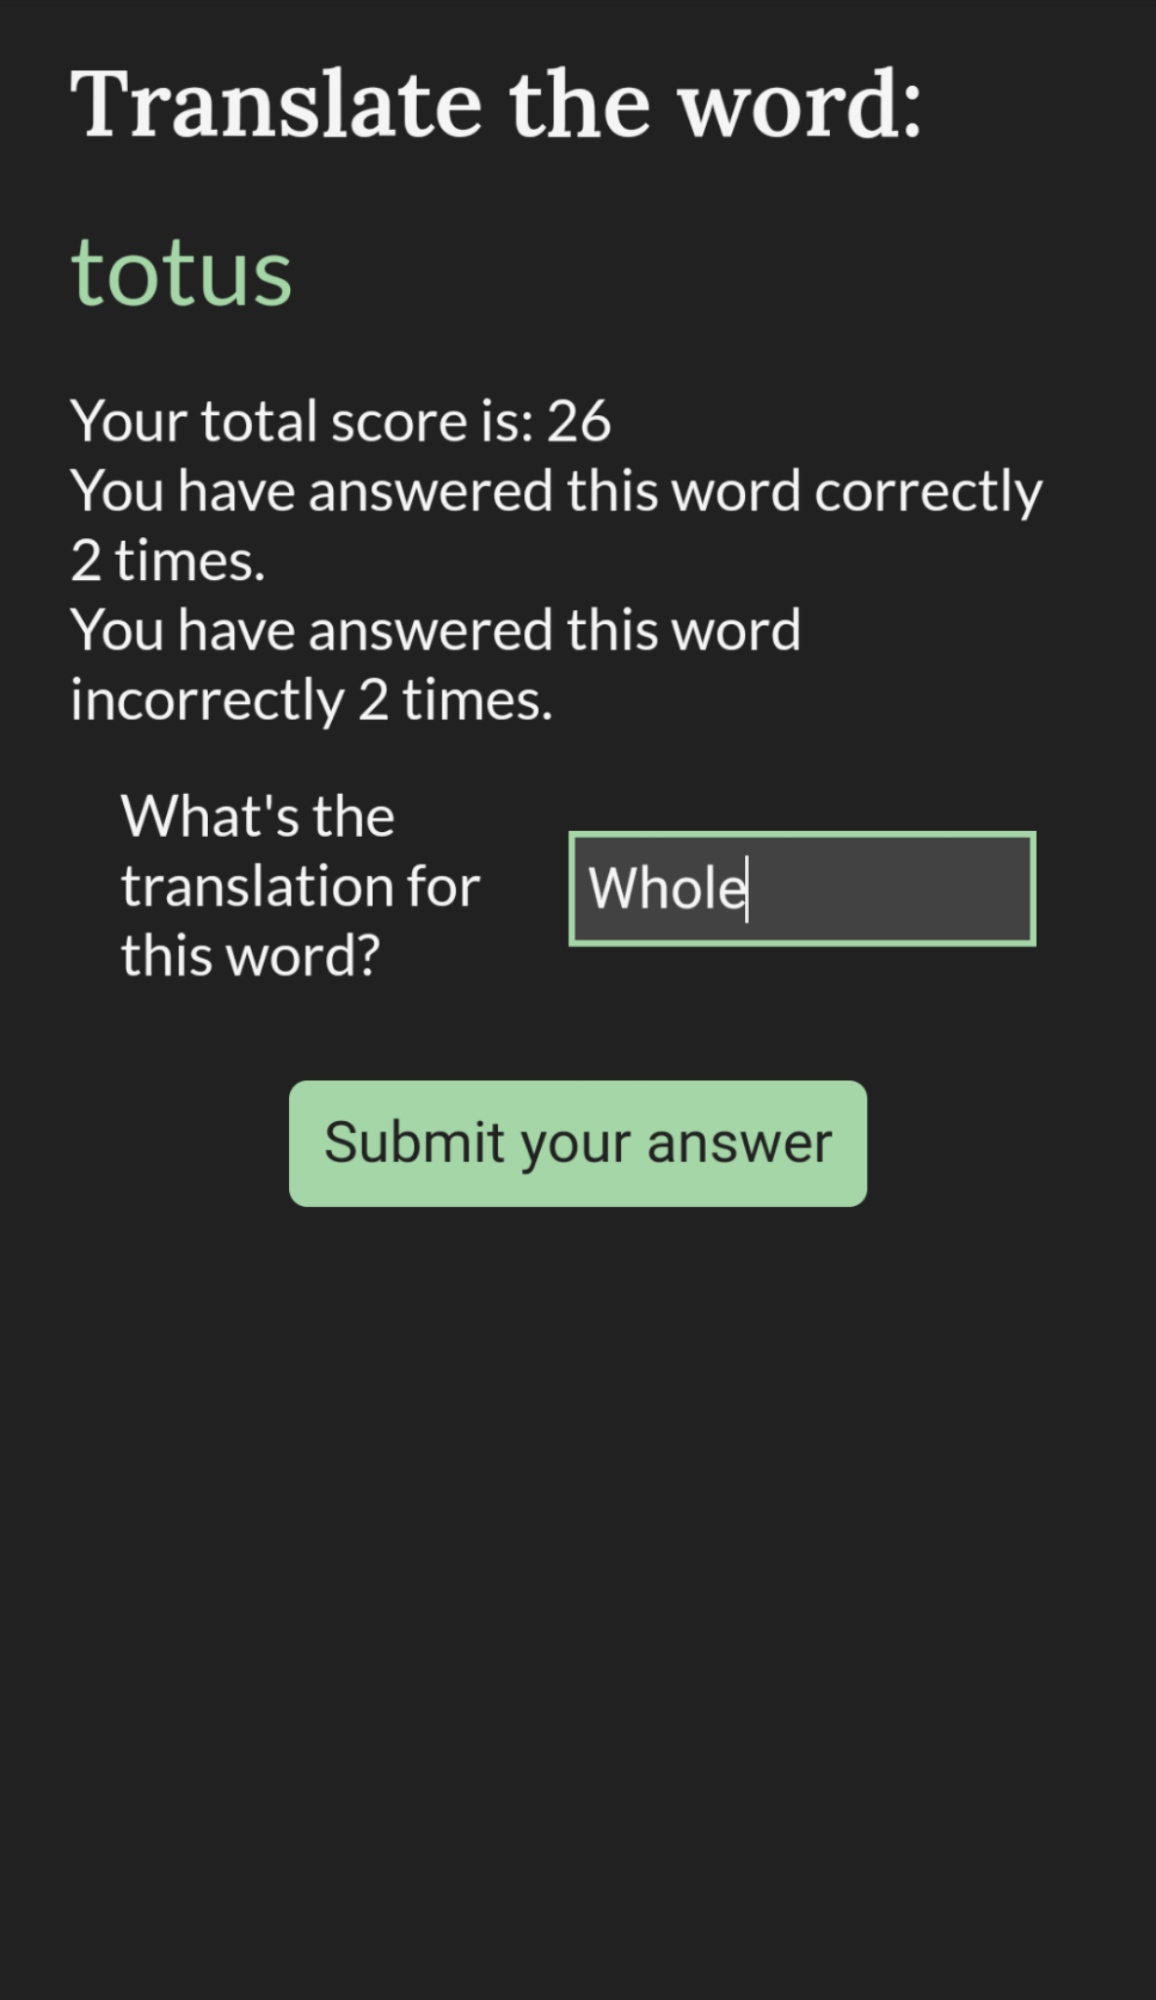 Translate the word:
totus
Your total score is: 26
You have answered this word correctly
2 times.
You have answered this word
incorrectly 2 times.
What's the
translation for
this word?
Whole
Submit your answer